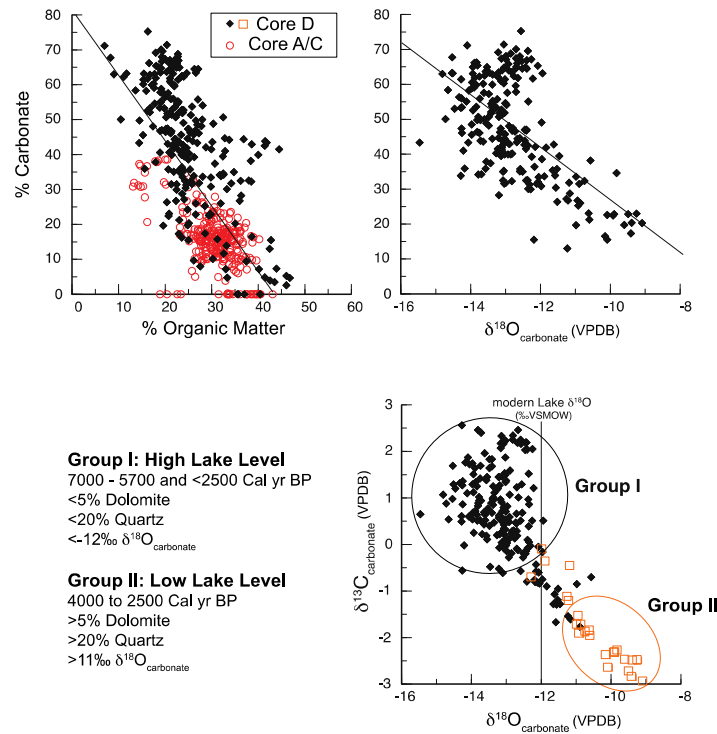 Core D
Core A/C
80
70
60
50
40
30
20
10
0
% Carbonate
0 10 20 30 40 50 60
% Organic Matter
80
70
60
50
40
30
20
10
0
-16 -14 -12 -10 -8
δ18Ocarbonate (VPDB)
Group I: High Lake Level
7000 - 5700 and <2500 Cal yr BP
<5% Dolomite
<20% Quartz
<-12‰ δ18Ocarbonate
Group II: Low Lake Level
4000 to 2500 Cal yr BP
>5% Dolomite
>20% Quartz
>11‰ δ18Ocarbonate
modern Lake δ18O
(‰VSMOW)
3
2
1
0
-1
-2
-3
δ13Ccarbonate (VPDB)
Group I
Group II
-16 -14 -12 -10 -8
δ18Ocarbonate (VPDB)